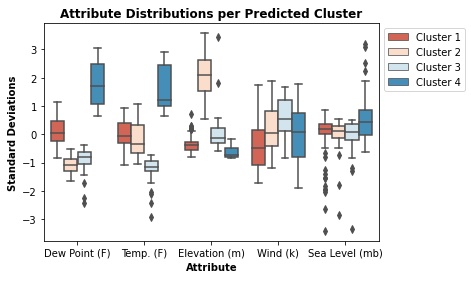 Attribute Distributions per Predicted Cluster
Cluster 1
Cluster 2
Cluster 3
Cluster 4
3
2
1
0
−1
−2
−3
Standard Deviations
Dew Point (F) Temp. (F) Elevation (m) Wind (k) Sea Level (mb)
Attribute